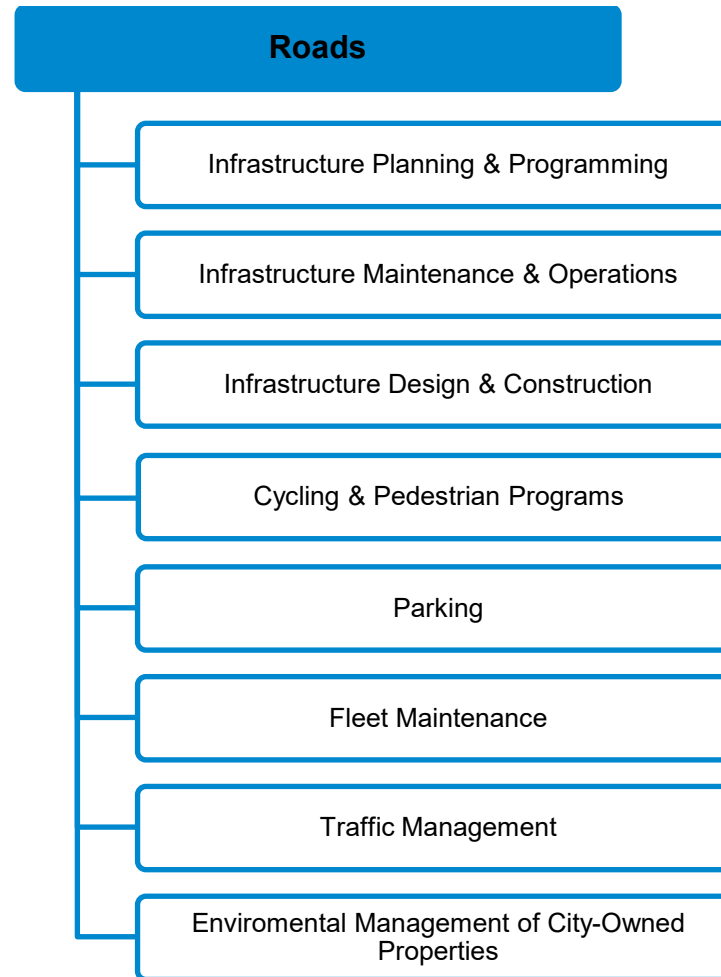 Roads
Infrastructure Planning & Programming
Infrastructure Maintenance & Operations
Infrastructure Design & Construction
Cycling & Pedestrian Programs
Parking
Fleet Maintenance
Traffic Management
Enviromental Management of City-Owned
Properties